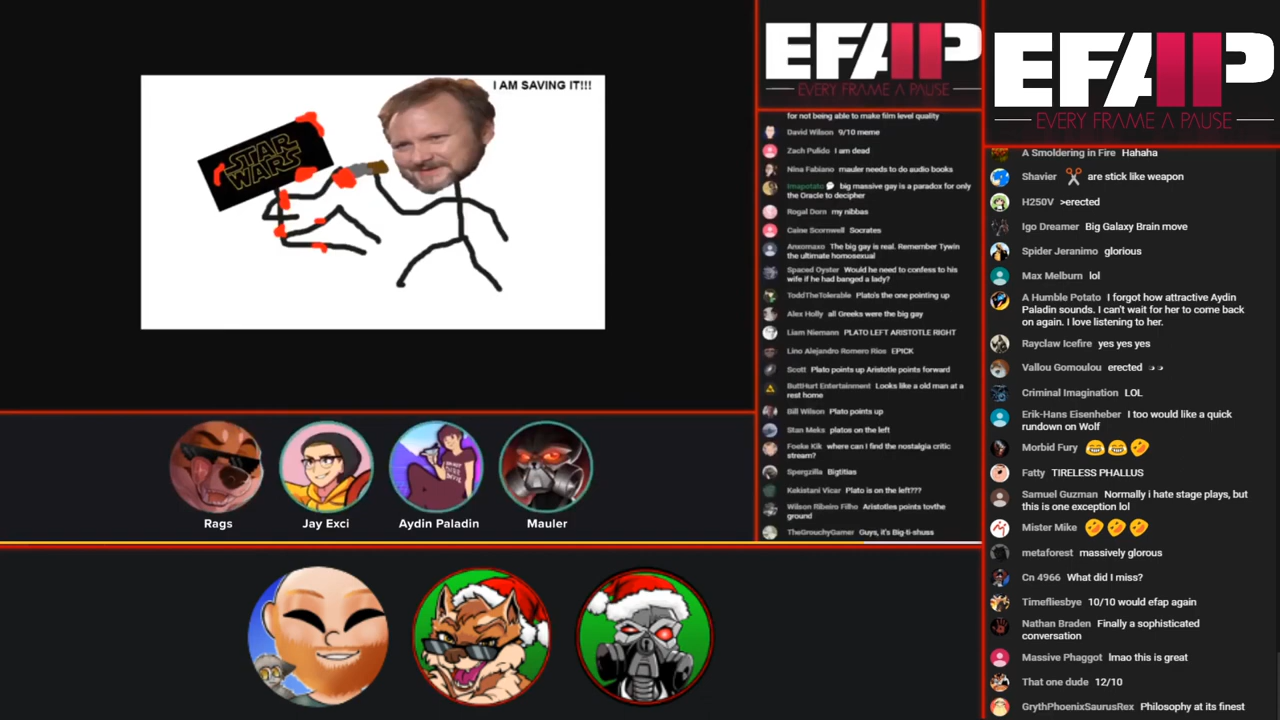 I AM SAVING IT!!!
STAR
WARS
Rags
Jay Exci
Aydin Paladin
Mauler
EFAP
EVERY FRAME A PAUSE
for not being able to make film level quality
David Wilson 9/10 meme
Zach Pulido I am dead
Nina Fabiano mauler needs to do audio books
Imapotato big massive gay is a paradox for only
the Oracle to decipher
Rogal Dorn my nibbas
Caine Scornwell Socrates
Anxomaxo The big gay is real. Remember Tywin
the ultimate homosexual
Spaced Oyster Would he need to confess to his
wife if he had banged a lady?
ToddTheTolerable Plato's the one pointing up
Alex Holly all Greeks were the big gay
Liam Niemann PLATO LEFT ARISTOTLE RIGHT
Lino Alejandro Romero Rios EPICK
Scott Plato points up Aristotle points forward
ButtHurt Entertainment Looks like a old man at a
rest home
Bill Wilson Plato points up
Stan Meks platos on the left
Foeke Kik where can I find the nostalgia critic
stream?
Spergzilla Bigtitias
Kekistani Vicar Plato is on the left???
Wilson Ribeiro Filho Aristotles points tovthe
ground
TheGrouchyGamer Guys, it's Big-ti-shuss
EFAP
EVERY FRAME A PAUSE
A Smoldering in Fire Hahaha
Shavier are stick like weapon
H250V >erected
Igo Dreamer Big Galaxy Brain move
Spider Jeranimo glorious
Max Melburn lol
A Humble Potato I forgot how attractive Aydin
Paladin sounds. I can't wait for her to come back
on again. I love listening to her.
Rayclaw Icefire yes yes yes
Vallou Gomoulou erected 👀
Criminal Imagination LOL
Erik-Hans Eisenheber I too would like a quick
rundown on Wolf
Morbid Fury 😂😂🤣
Fatty TIRELESS PHALLUS
Samuel Guzman Normally i hate stage plays, but
this is one exception lol
Mister Mike 🤣🤣🤣
metaforest massively glorous
Cn 4966 What did I miss?
Timefliesbye 10/10 would efap again
Nathan Braden Finally a sophisticated
conversation
Massive Phaggot lmao this is great
That one dude 12/10
GrythPhoenixSaurusRex Philosophy at its finest